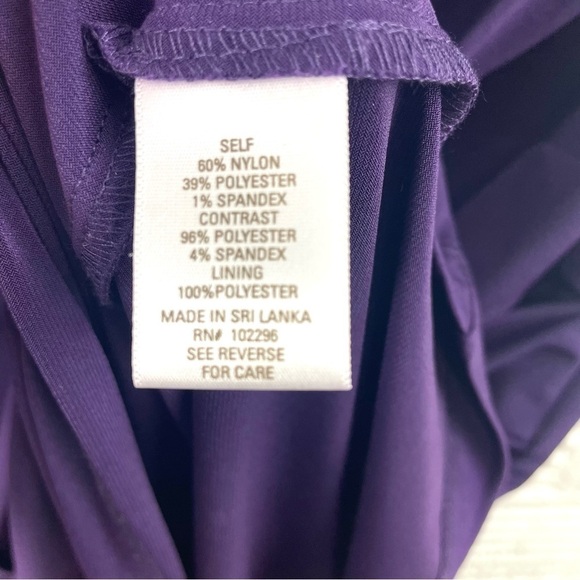 SELF
60% NYLON
39% POLYESTER
1% SPANDEX
CONTRAST
96% POLYESTER
4% SPANDEX
LINING
100%POLYESTER
MADE IN SRI LANKA
RN# 102296
SEE REVERSE
FOR CARE